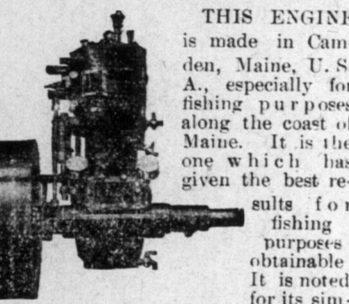 THIS ENGINE
is made in Cam-
den, Maine, U. S.
A., especially for
fishing purposes
along the coast of
Maine. It is the
one which has
given the best re-
sults for
fishing
purposes
obtainable
It is noted
for its sim-